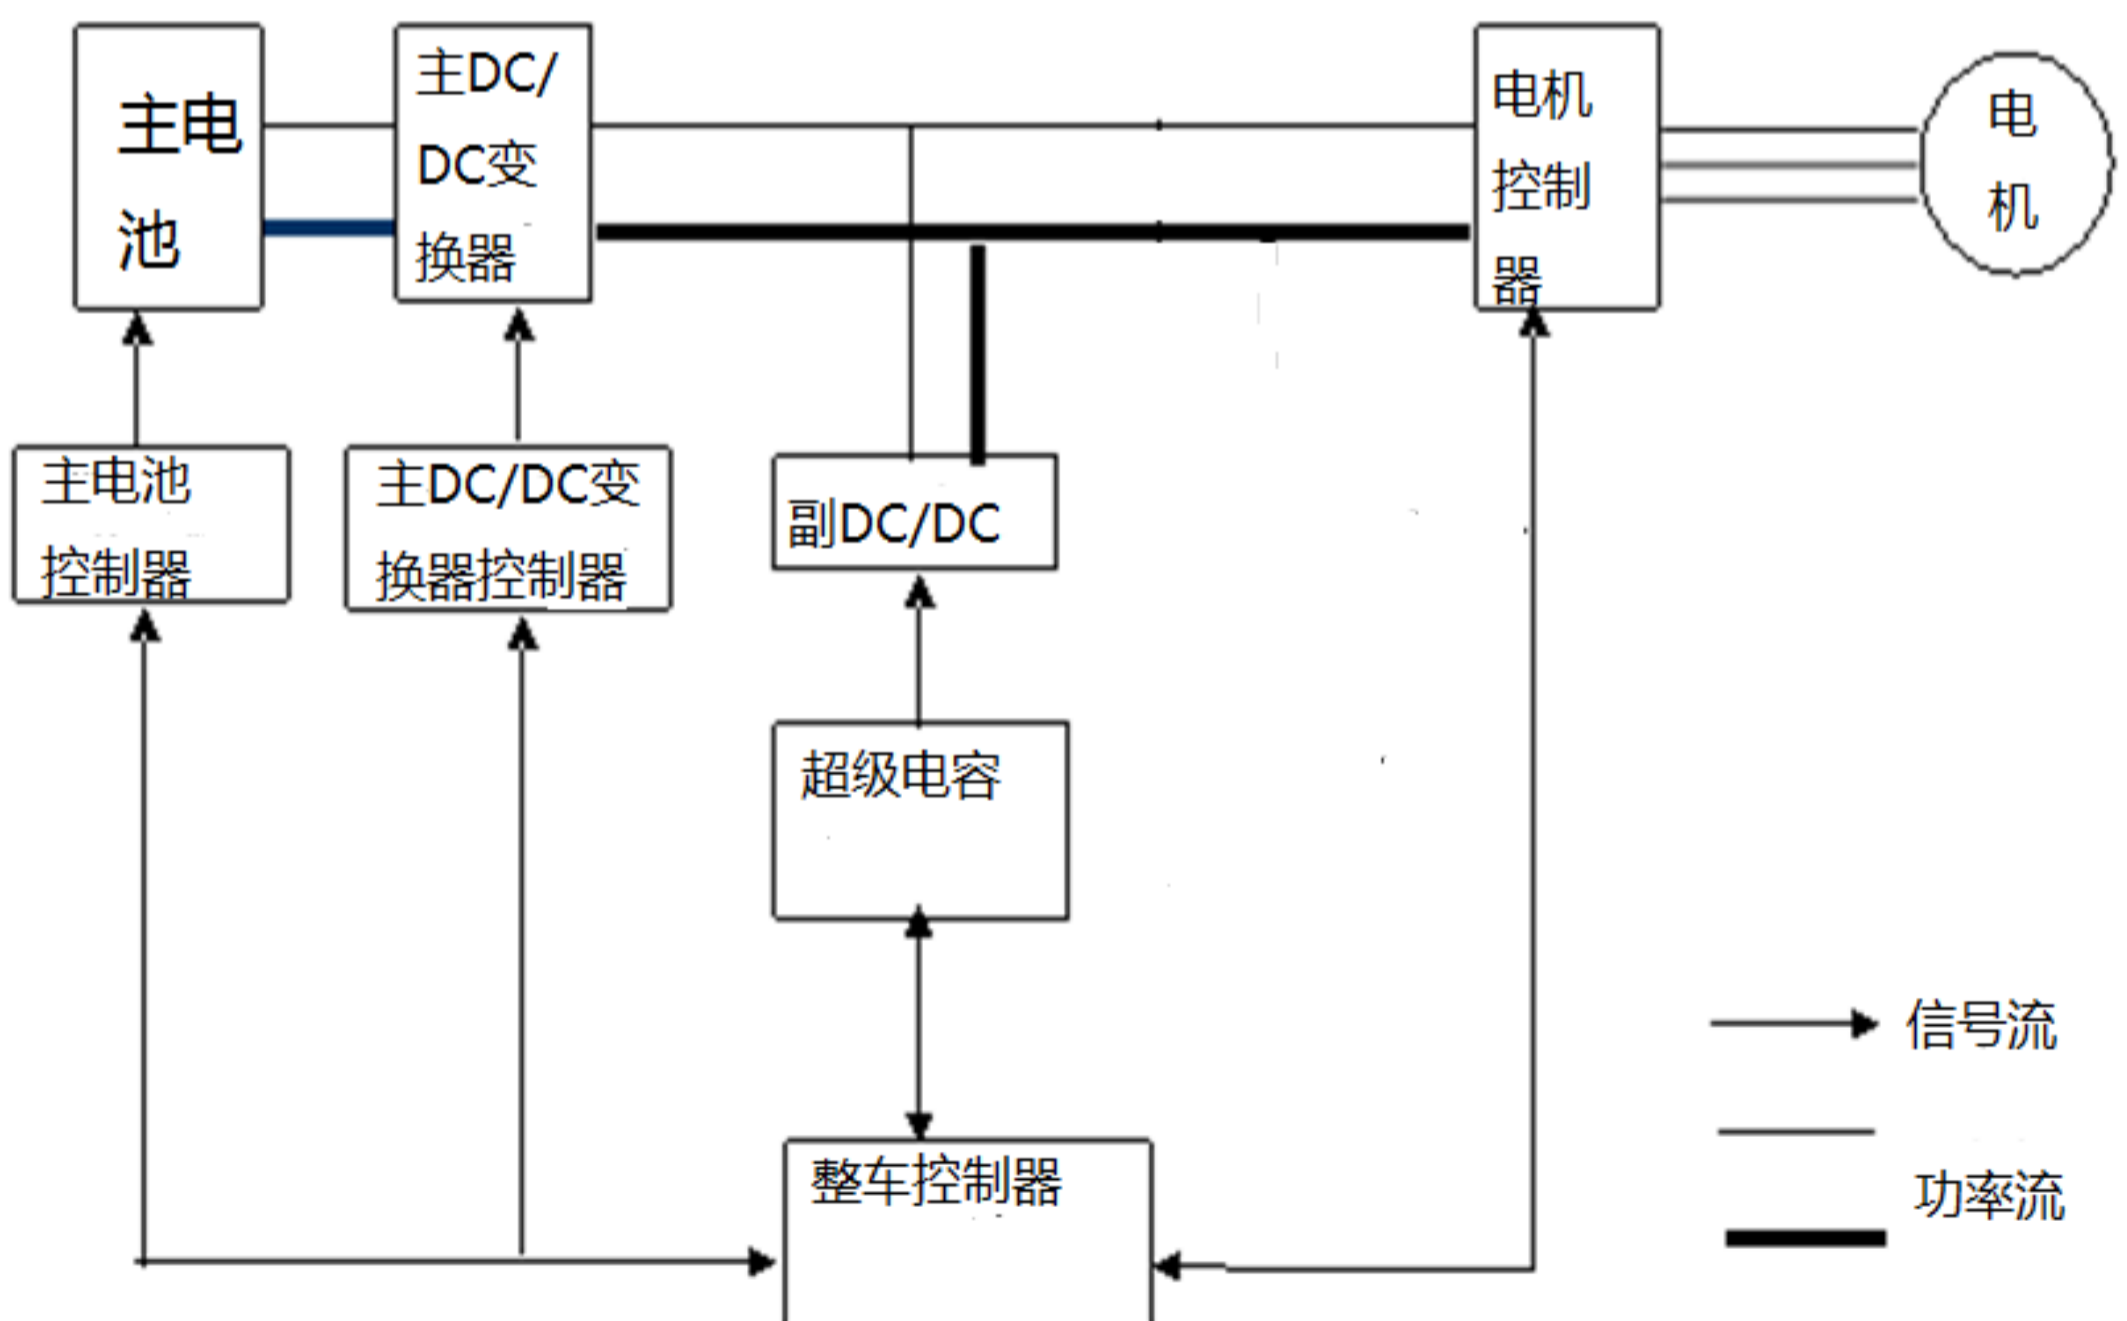 主电
池
主DC/
DC变
换器
电机
控制
器
电
机
主电池
控制器
主DC/DC变
换器控制器
副DC/DC
超级电容
整车控制器
信号流
功率流